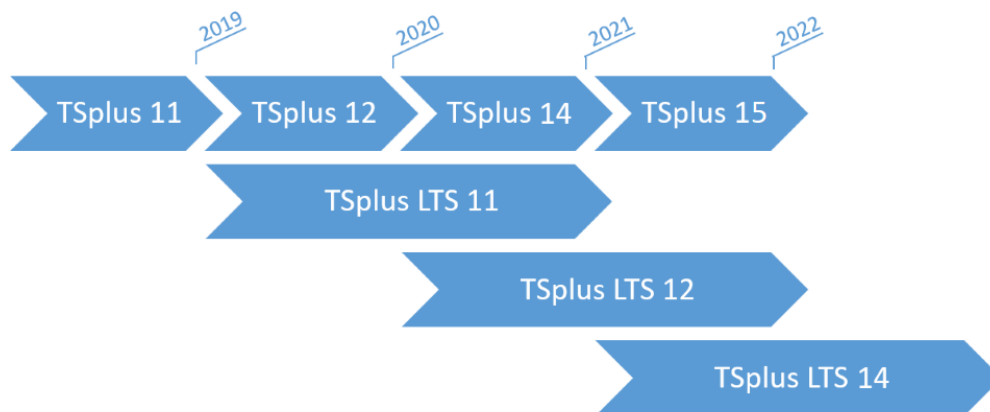 2019
2020
2021
2022
TSplus 11
TSplus 12
TSplus 14
TSplus 15
TSplus LTS 11
TSplus LTS 12
TSplus LTS 14